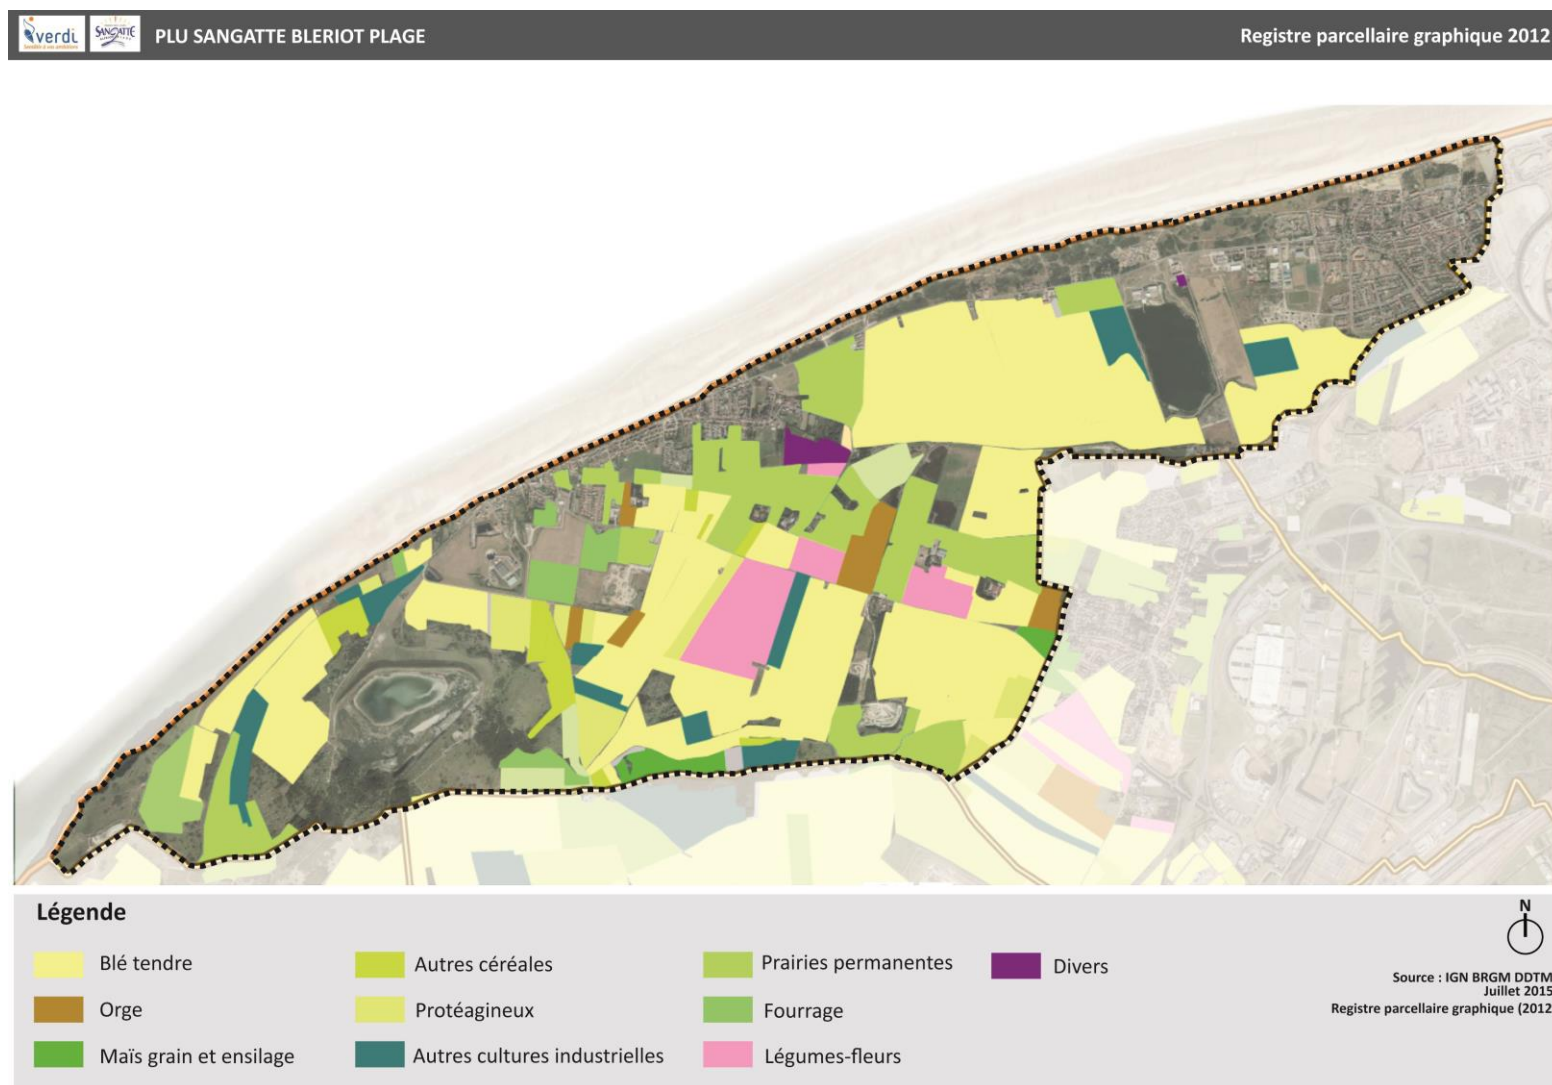 verdi
SANGATTE
PLU SANGATTE BLERIOT PLAGE
Registre parcellaire graphique 2012
Légende
Blé tendre
Orge
Maïs grain et ensilage
Autres céréales
Protéagineux
Autres cultures industrielles
Prairies permanentes
Fourrage
Légumes-fleurs
Divers
N
Source : IGN BRGM DDTM
Juillet 2015
Registre parcellaire graphique (2012